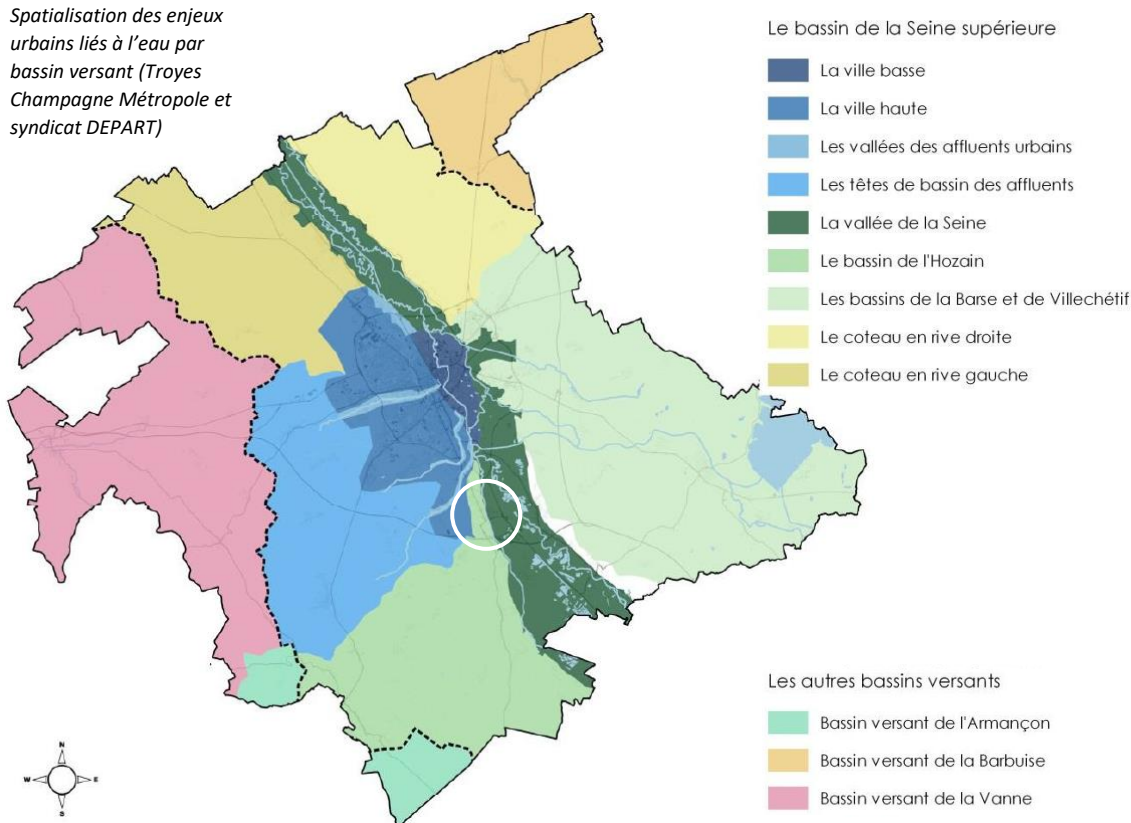 Spatialisation des enjeux
urbains liés à l’eau par
bassin versant (Troyes
Champagne Métropole et
syndicat DEPART)
Le bassin de la Seine supérieure
La ville basse
La ville haute
Les vallées des affluents urbains
Les têtes de bassin des affluents
La vallée de la Seine
Le bassin de l'Hozain
Les bassins de la Barse et de Villechétif
Le coteau en rive droite
Le coteau en rive gauche
Les autres bassins versants
Bassin versant de l'Armançon
Bassin versant de la Barbuise
Bassin versant de la Vanne
N
W
E
S